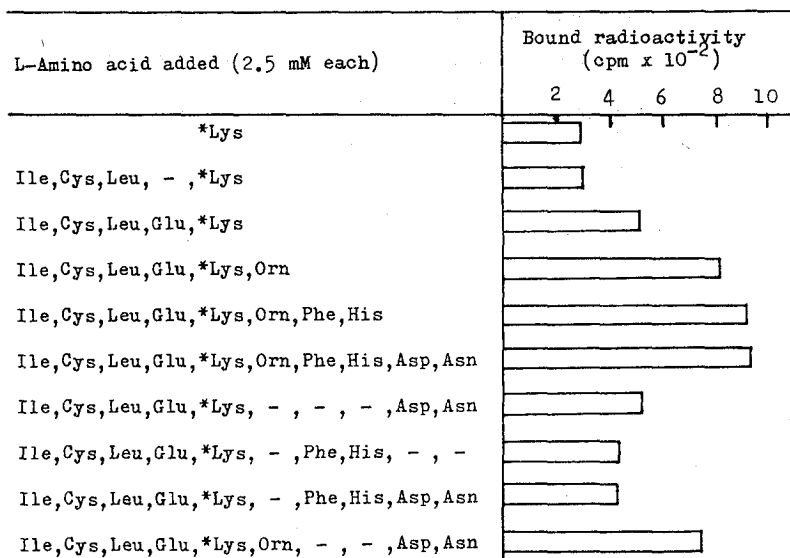 L-Amino acid added (2.5 mM each)
Bound radioactivity
(cpm x 10-2)
2 4 6 8 10
*Lys
Ile,Cys,Leu, - ,*Lys
Ile,Cys,Leu,Glu,*Lys
Ile,Cys,Leu,Glu,*Lys,Orn
Ile,Cys,Leu,Glu,*Lys,Orn,Phe,His
Ile,Cys,Leu,Glu,*Lys,Orn,Phe,His,Asp,Asn
Ile,Cys,Leu,Glu,*Lys, - , - , - ,Asp,Asn
Ile,Cys,Leu,Glu,*Lys, - ,Phe,His, - , -
Ile,Cys,Leu,Glu,*Lys, - ,Phe,His,Asp,Asn
Ile,Cys,Leu,Glu,*Lys,Orn, - , - ,Asp,Asn